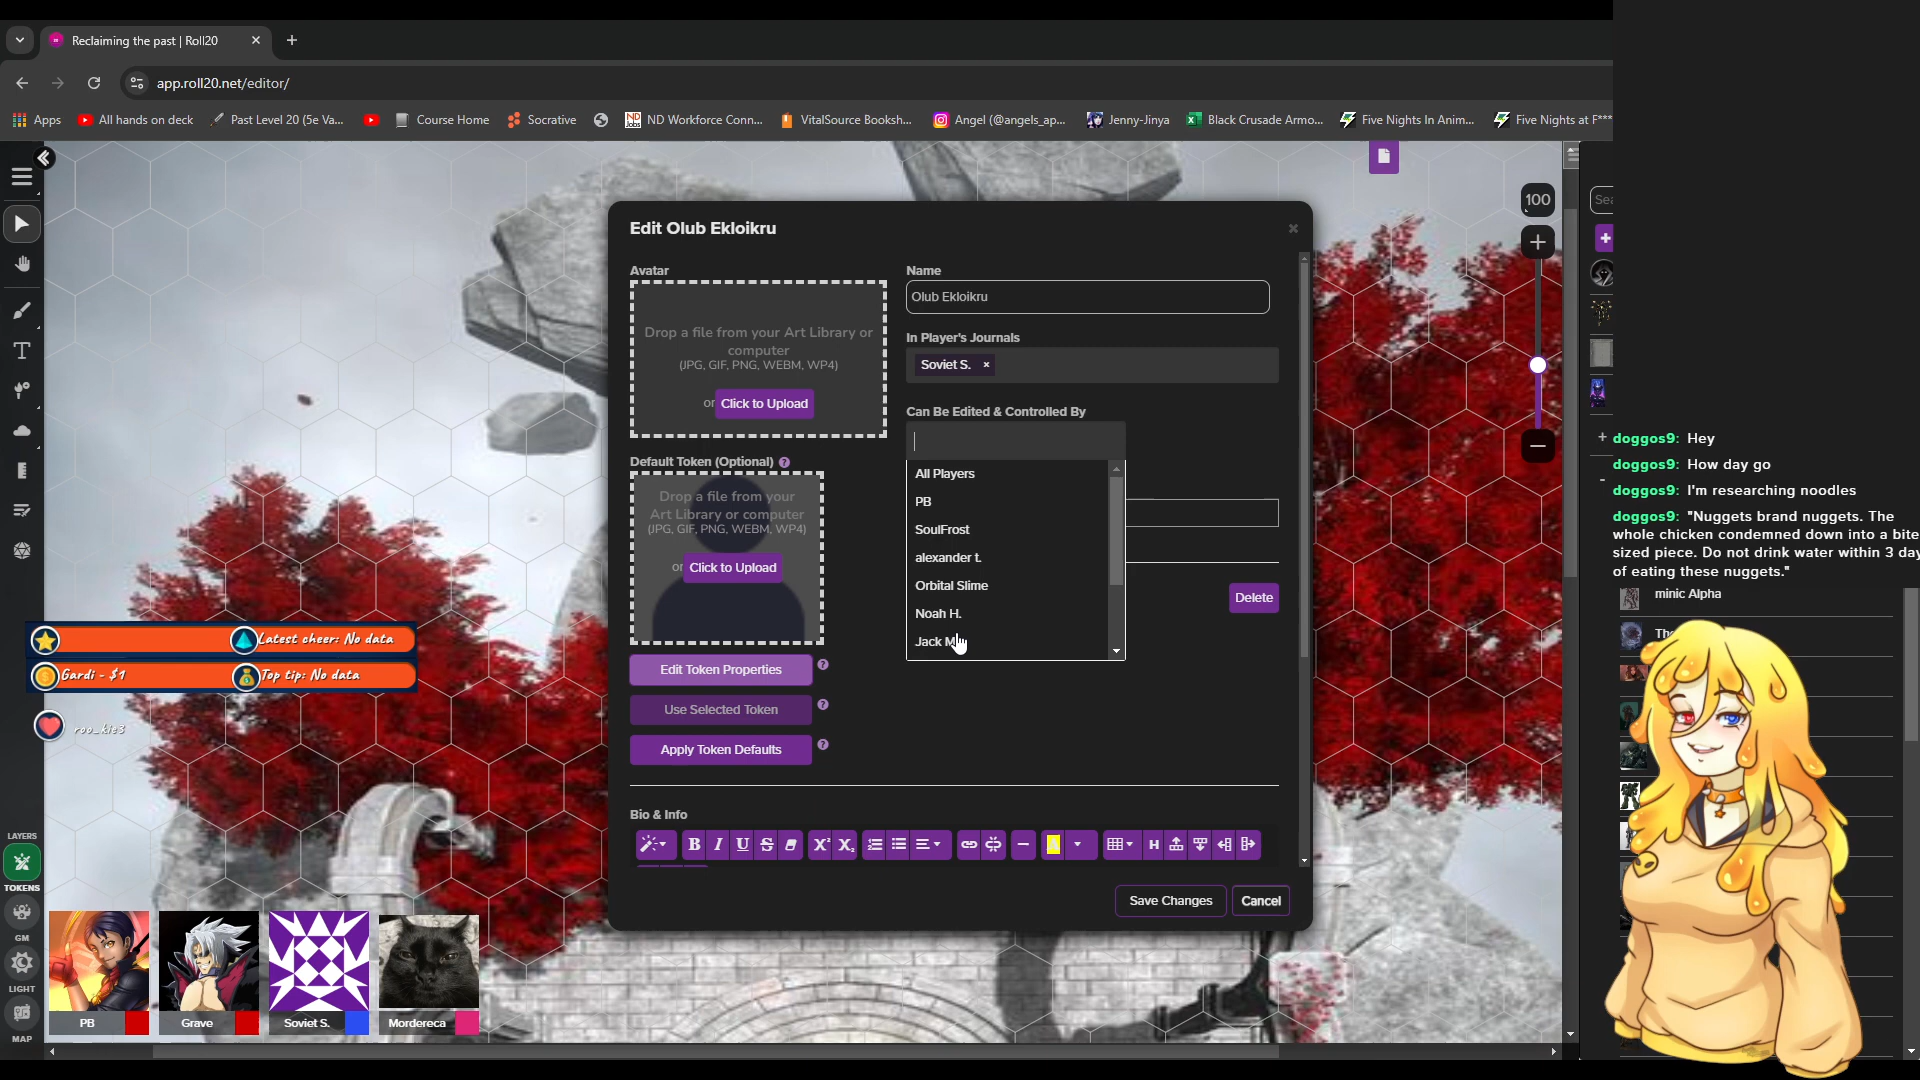 Reclaiming the past | Roll20
app.roll20.net/editor/
Apps
All hands on deck
Past Level 20 (5e Va...
Course Home
Socrative
ND Workforce Conn...
VitalSource Booksh...
Angel (@angels_ap...
Jenny-Jinya
Black Crusade Armo...
Five Nights In Anim...
Five Nights at F***
100
Edit Olub Ekloikru
Avatar
Drop a file from your Art Library or
computer
(JPG, GIF, PNG, WEBM, WP4)
or Click to Upload
Default Token (Optional)
Drop a file from your
Art Library or computer
(JPG, GIF, PNG, WEBM, WP4)
or Click to Upload
Edit Token Properties
Use Selected Token
Apply Token Defaults
Name
Olub Ekloikru
In Player's Journals
Soviet S.
Can Be Edited & Controlled By
All Players
PB
SoulFrost
alexander t.
Orbital Slime
Noah H.
Jack
Delete
Bio & Info
Save Changes
Cancel
doggos9: Hey
doggos9: How day go
doggos9: I'm researching noodles
doggos9: "Nuggets brand nuggets. The
whole chicken condemned down into a bite
sized piece. Do not drink water within 3 day
of eating these nuggets."
minic Alpha
Latest cheer: No data
Gardi - $1
Top tip: No data
roo_kie3
LAYERS
TOKENS
GM
LIGHT
MAP
PB
Grave
Soviet S.
Mordereca